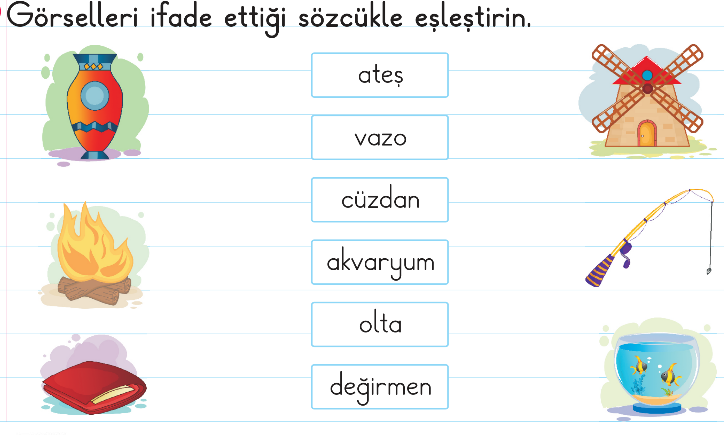 Görselleri ifade ettiği sözcükle eşleştirin.
ateş
vazo
cüzdan
akvaryum
olta
değirmen